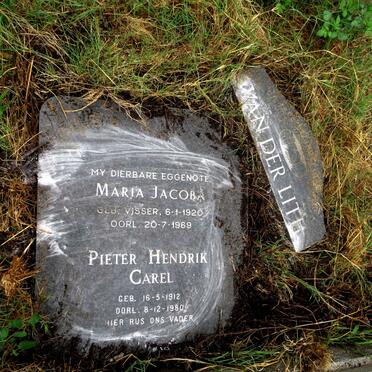 VAN DER LITH
MY DIERBARE EGGENOTE
MARIA JACOBA
GEB. VISSER, 6-1-1920
OORL. 20-7-1969
PIETER HENDRIK
CAREL
GEB. 16-5-1912
OORL. 8-12-1980
HIER RUS ONS VADER